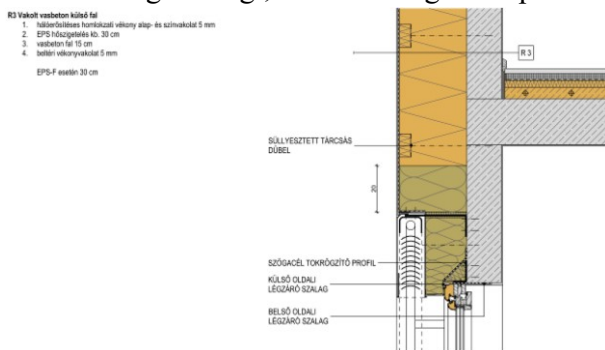 R3 Vakolt vasbeton külső fal
1. hálóerősítéses homlokzati vékony alap- és színvakolat 5 mm
2. EPS hőszigetelés kb. 30 cm
3. vasbeton fal 15 cm
4. beltéri vékonyvakolat 5 mm
EPS-F esetén 30 cm
R 3
SÜLLYESZTETT TÁRCSÁS
DÜBEL
20
SZÖGACÉL TOKRÖGZÍTŐ PROFIL
KÜLSŐ OLDALI
LÉGZÁRÓ SZALAG
BELSŐ OLDALI
LÉGZÁRÓ SZALAG